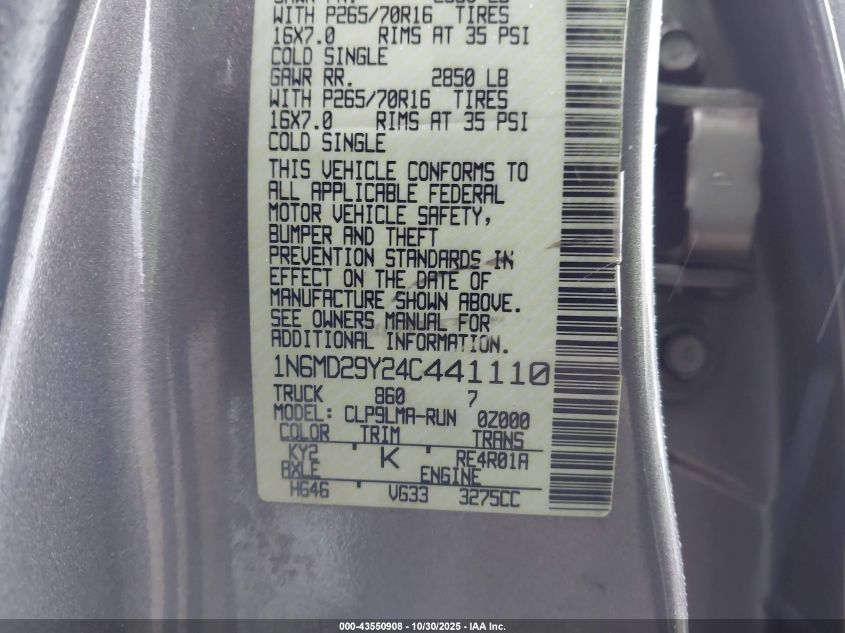 WITH P265/70R16 TIRES
16X7.0 RIMS AT 35 PSI
COLD SINGLE
GAWR RR. 2850 LB
WITH P265/70R16 TIRES
16X7.0 RIMS AT 35 PSI
COLD SINGLE
THIS VEHICLE CONFORMS TO
ALL APPLICABLE FEDERAL
MOTOR VEHICLE SAFETY,
BUMPER AND THEFT
PREVENTION STANDARDS IN
EFFECT ON THE DATE OF
MANUFACTURE SHOWN ABOVE.
SEE OWNERS MANUAL FOR
ADDITIONAL INFORMATION.
1N6MD29Y24C441110
TRUCK 860 7
MODEL: CLP9LMA-RUN 0Z000
COLOR TRIM TRANS
KY2 K RE4R01A
AXLE ENGINE
HG46 VG33 3275CC
000-43550908 - 10/30/2025 - IAA Inc.